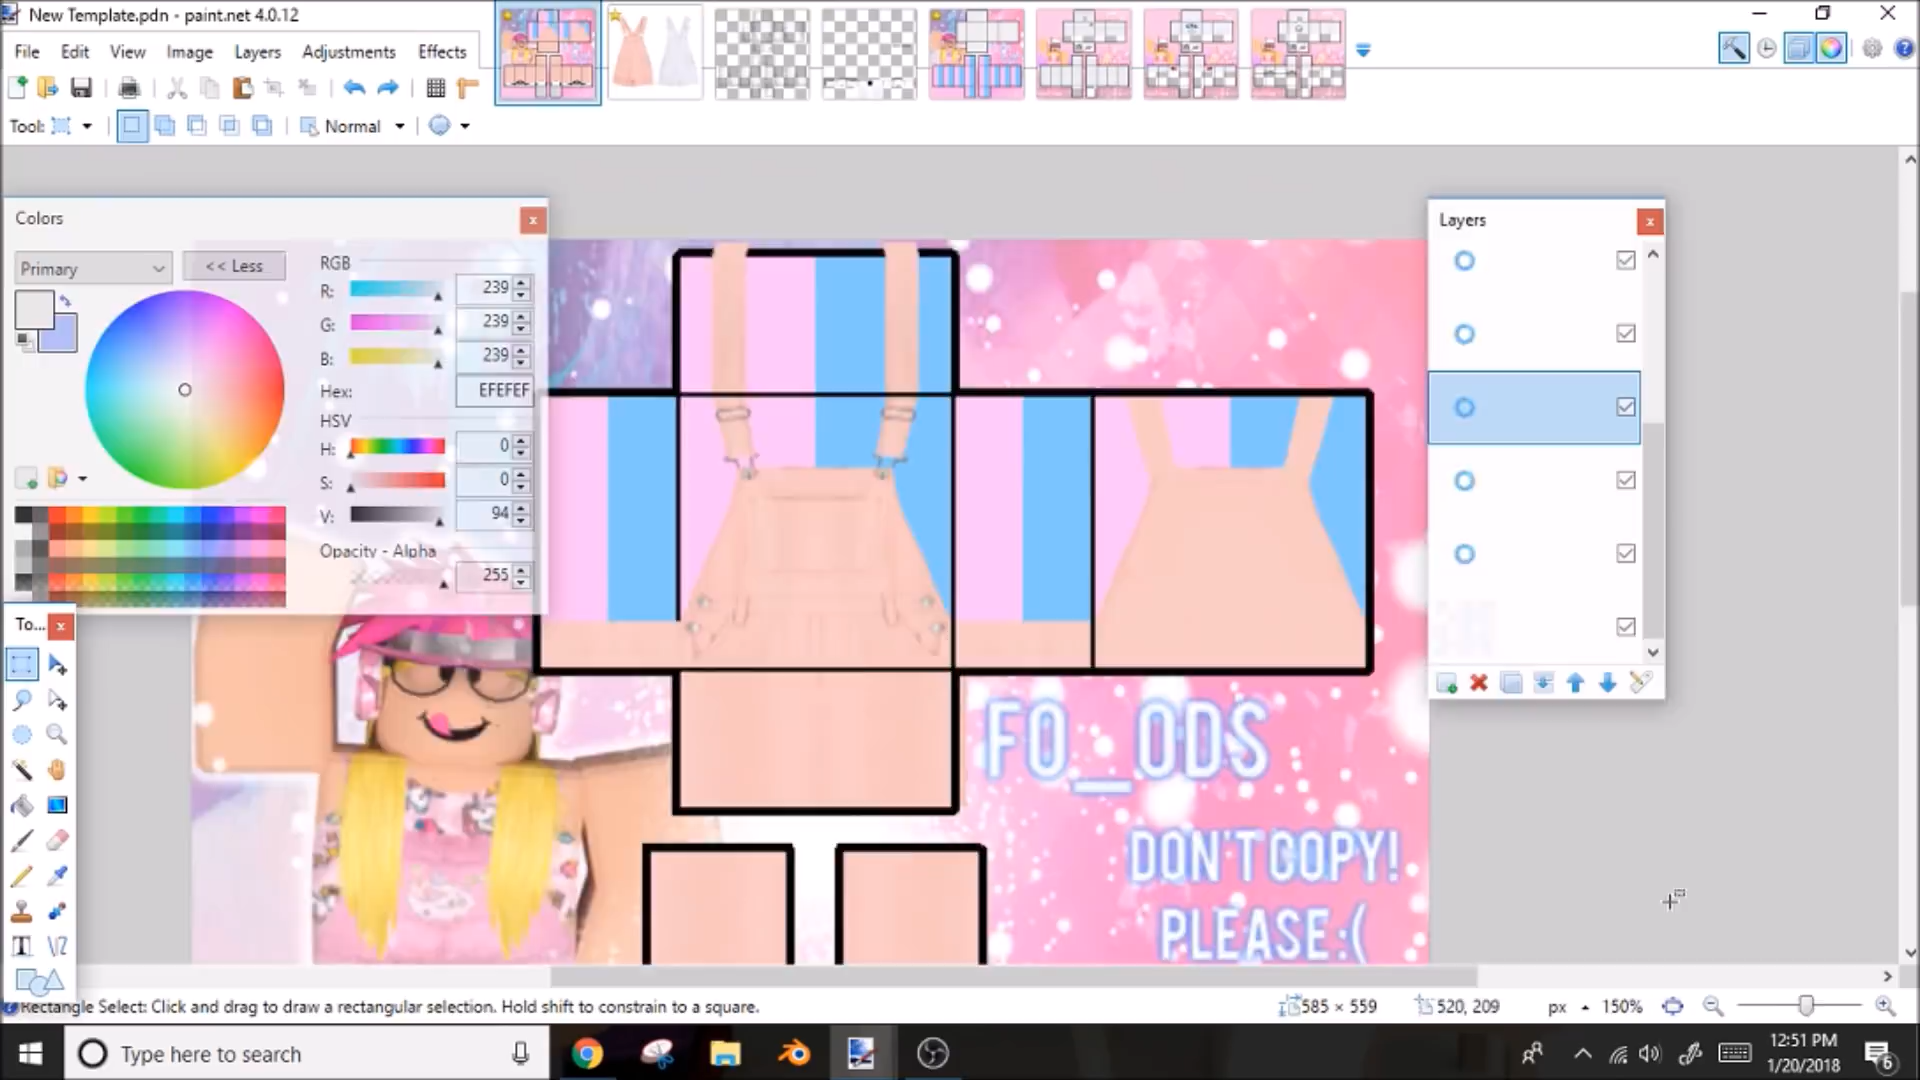 New Template.pdn - paint.net 4.0.12
File Edit View Image Layers Adjustments Effects
Tool: Normal
Colors
Primary
<< Less
RGB
R: 239
G: 239
B: 239
Hex: EFEFEF
HSV
H: 0
S: 0
V: 94
Opacity - Alpha
255
To...
Layers
FO_ODS
DON'T COPY!
PLEASE :(
Rectangle Select: Click and drag to draw a rectangular selection. Hold shift to constrain to a square.
585 × 559
520, 209
px
150%
Type here to search
12:51 PM
1/20/2018
6